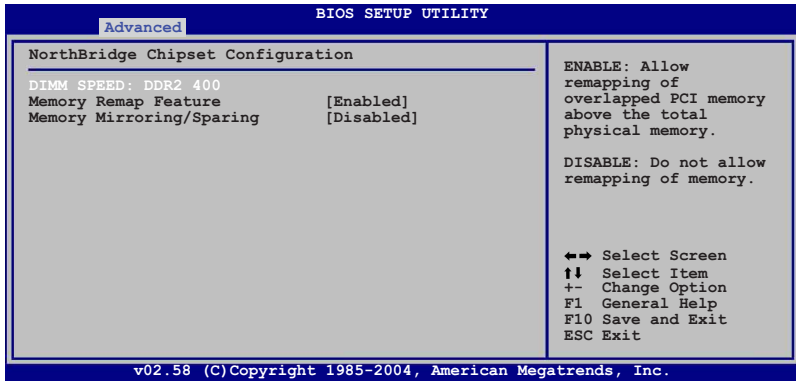 BIOS SETUP UTILITY
Advanced
NorthBridge Chipset Configuration
DIMM SPEED: DDR2 400
Memory Remap Feature [Enabled]
Memory Mirroring/Sparing [Disabled]
ENABLE: Allow
remapping of
overlapped PCI memory
above the total
physical memory.
DISABLE: Do not allow
remapping of memory.
←→ Select Screen
↑↓ Select Item
+- Change Option
F1 General Help
F10 Save and Exit
ESC Exit
v02.58 (C)Copyright 1985-2004, American Megatrends, Inc.